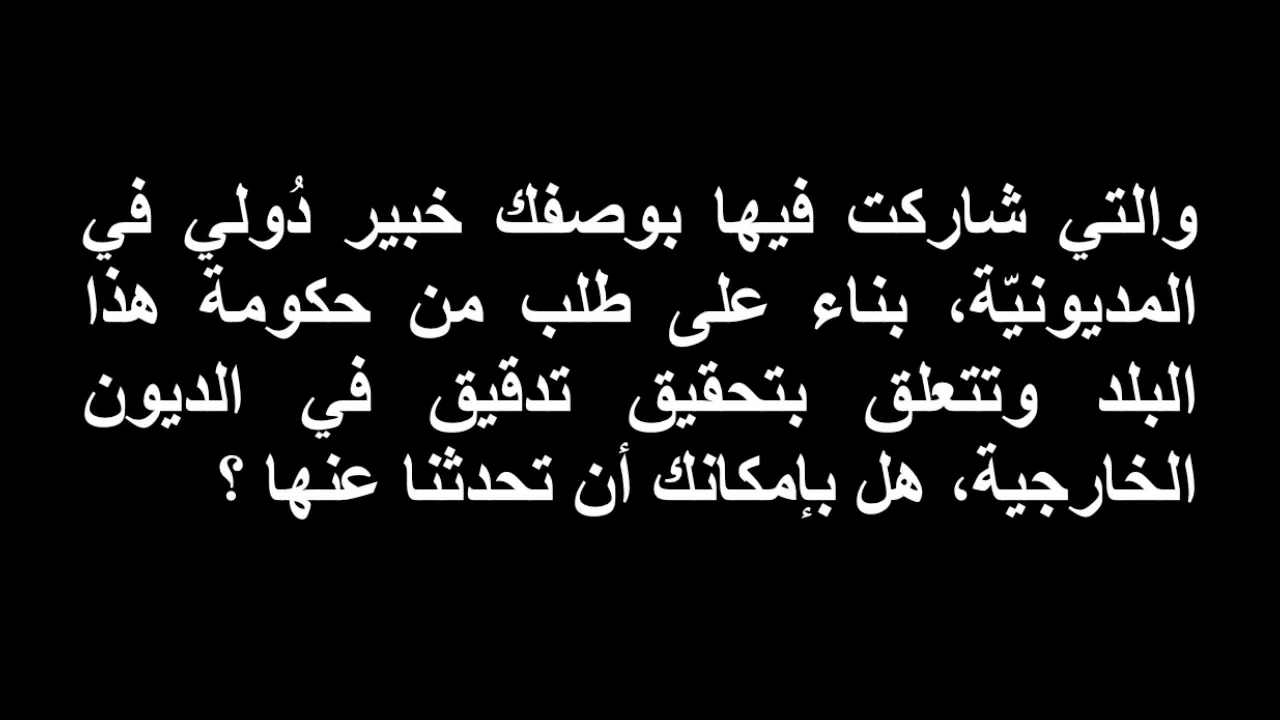 والتي شاركت فيها بوصفك خبير دُولي في
المديونيّة، بناء على طلب من حكومة هذا
البلد وتتعلق بتحقيق تدقيق في الديون
الخارجية، هل بإمكانك أن تحدثنا عنها ؟